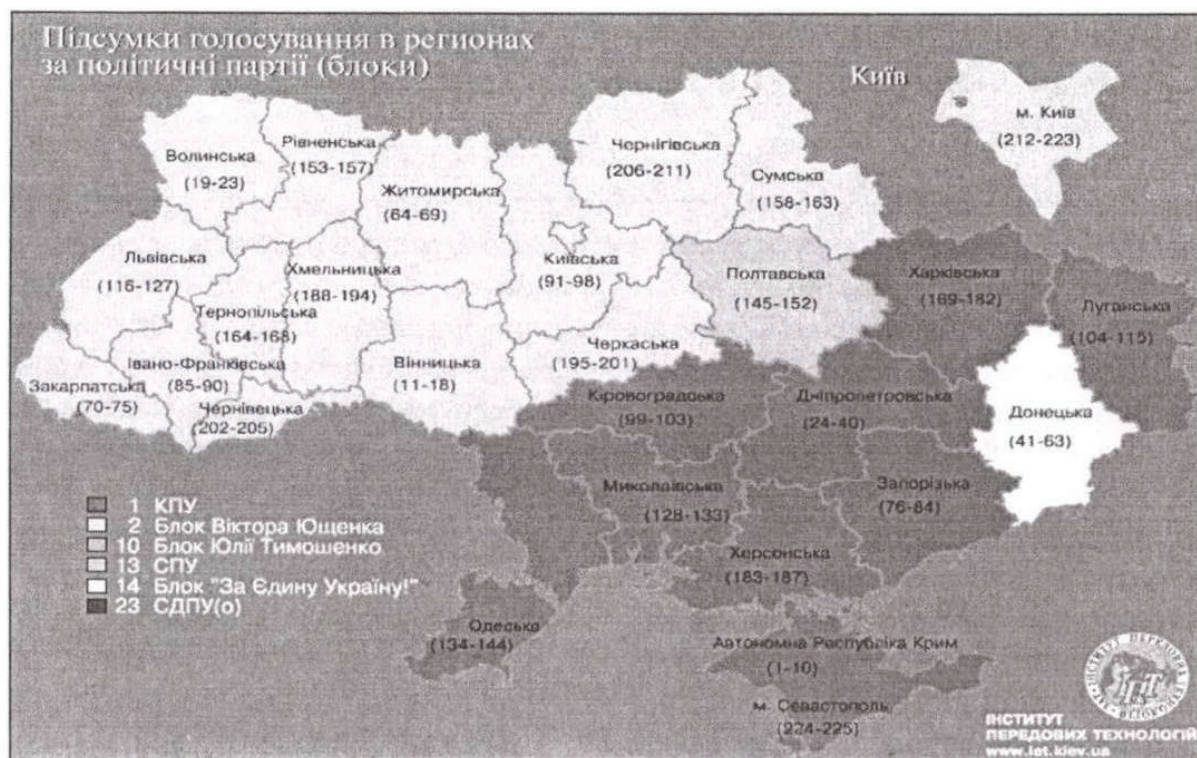 Підсумки голосування в регионах
за політичні партії (блоки)
Київ
м. Київ
(212-223)
Волинська
(19-23)
Рівненська
(153-157)
Житомирська
(64-69)
Чернігівська
(206-211)
Сумська
(158-163)
Львівська
(116-127)
Хмельницька
(188-194)
Тернопільська
(164-168)
Київська
(91-98)
Полтавська
(145-152)
Харківська
(169-182)
Луганська
(104-115)
Закарпатська
(70-75)
Івано-Франківська
(85-90)
Чернівецька
(202-205)
Вінницька
(11-18)
Черкаська
(195-201)
Кіровоградська
(99-103)
Дніпропетровська
(24-40)
Донецька
(41-63)
Миколаївська
(128-133)
Запорізька
(76-84)
Херсонська
(183-187)
Одеська
(134-144)
Автономна Республіка Крим
(1-10)
м. Севастополь
(224-225)
1 КПУ
2 Блок Віктора Ющенка
10 Блок Юлії Тимошенко
13 СПУ
14 Блок "За Єдину Україну!"
23 СДПУ(о)
ІНСТИТУТ
ПЕРЕДОВИХ ТЕХНОЛОГІЙ
www.iet.kiev.ua